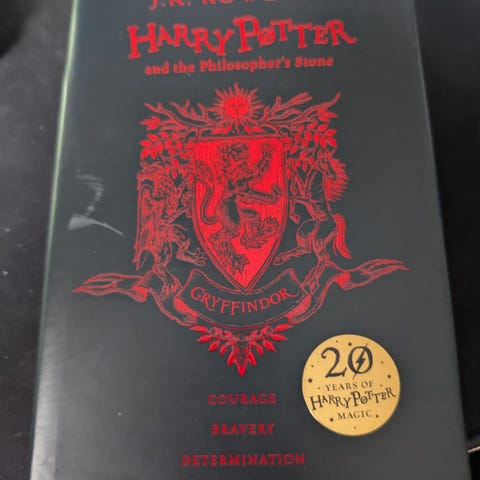 HARRY POTTER
and the Philosopher's Stone
GRYFFINDOR
20
YEARS OF
HARRY POTTER
MAGIC
COURAGE
BRAVERY
DETERMINATION